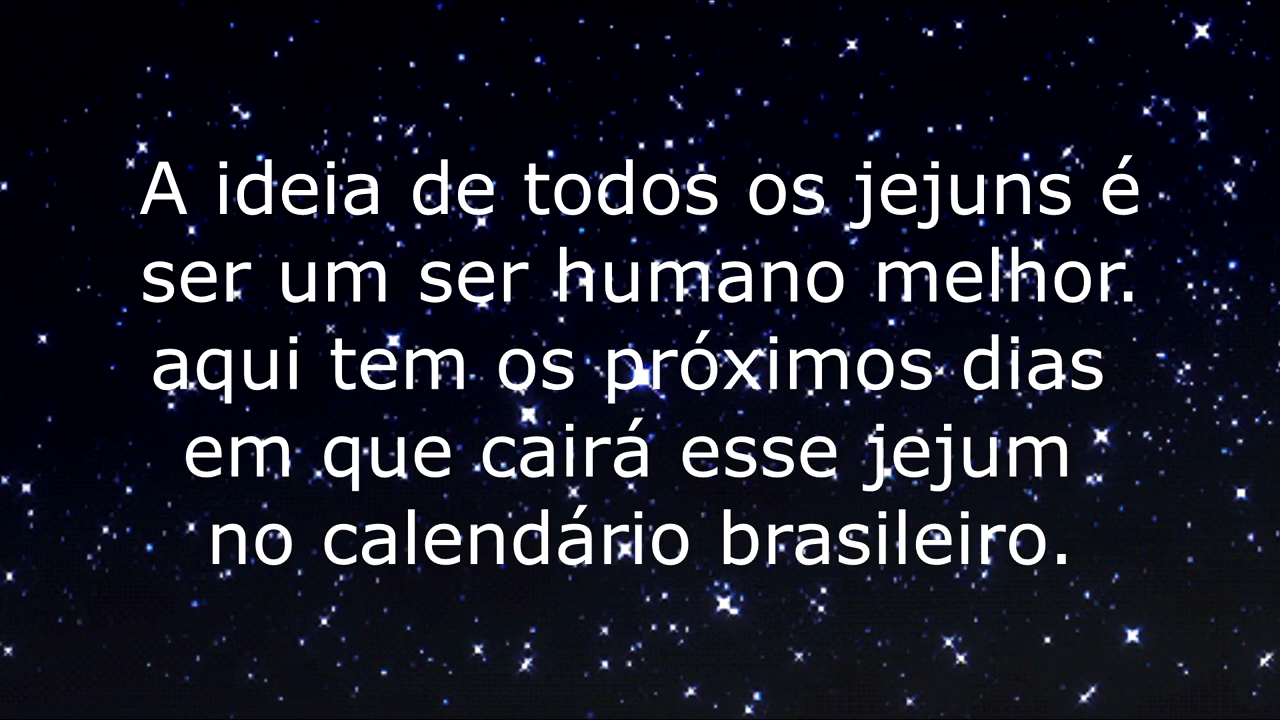 A ideia de todos os jejuns é
ser um ser humano melhor.
aqui tem os próximos dias
em que cairá esse jejum
no calendário brasileiro.